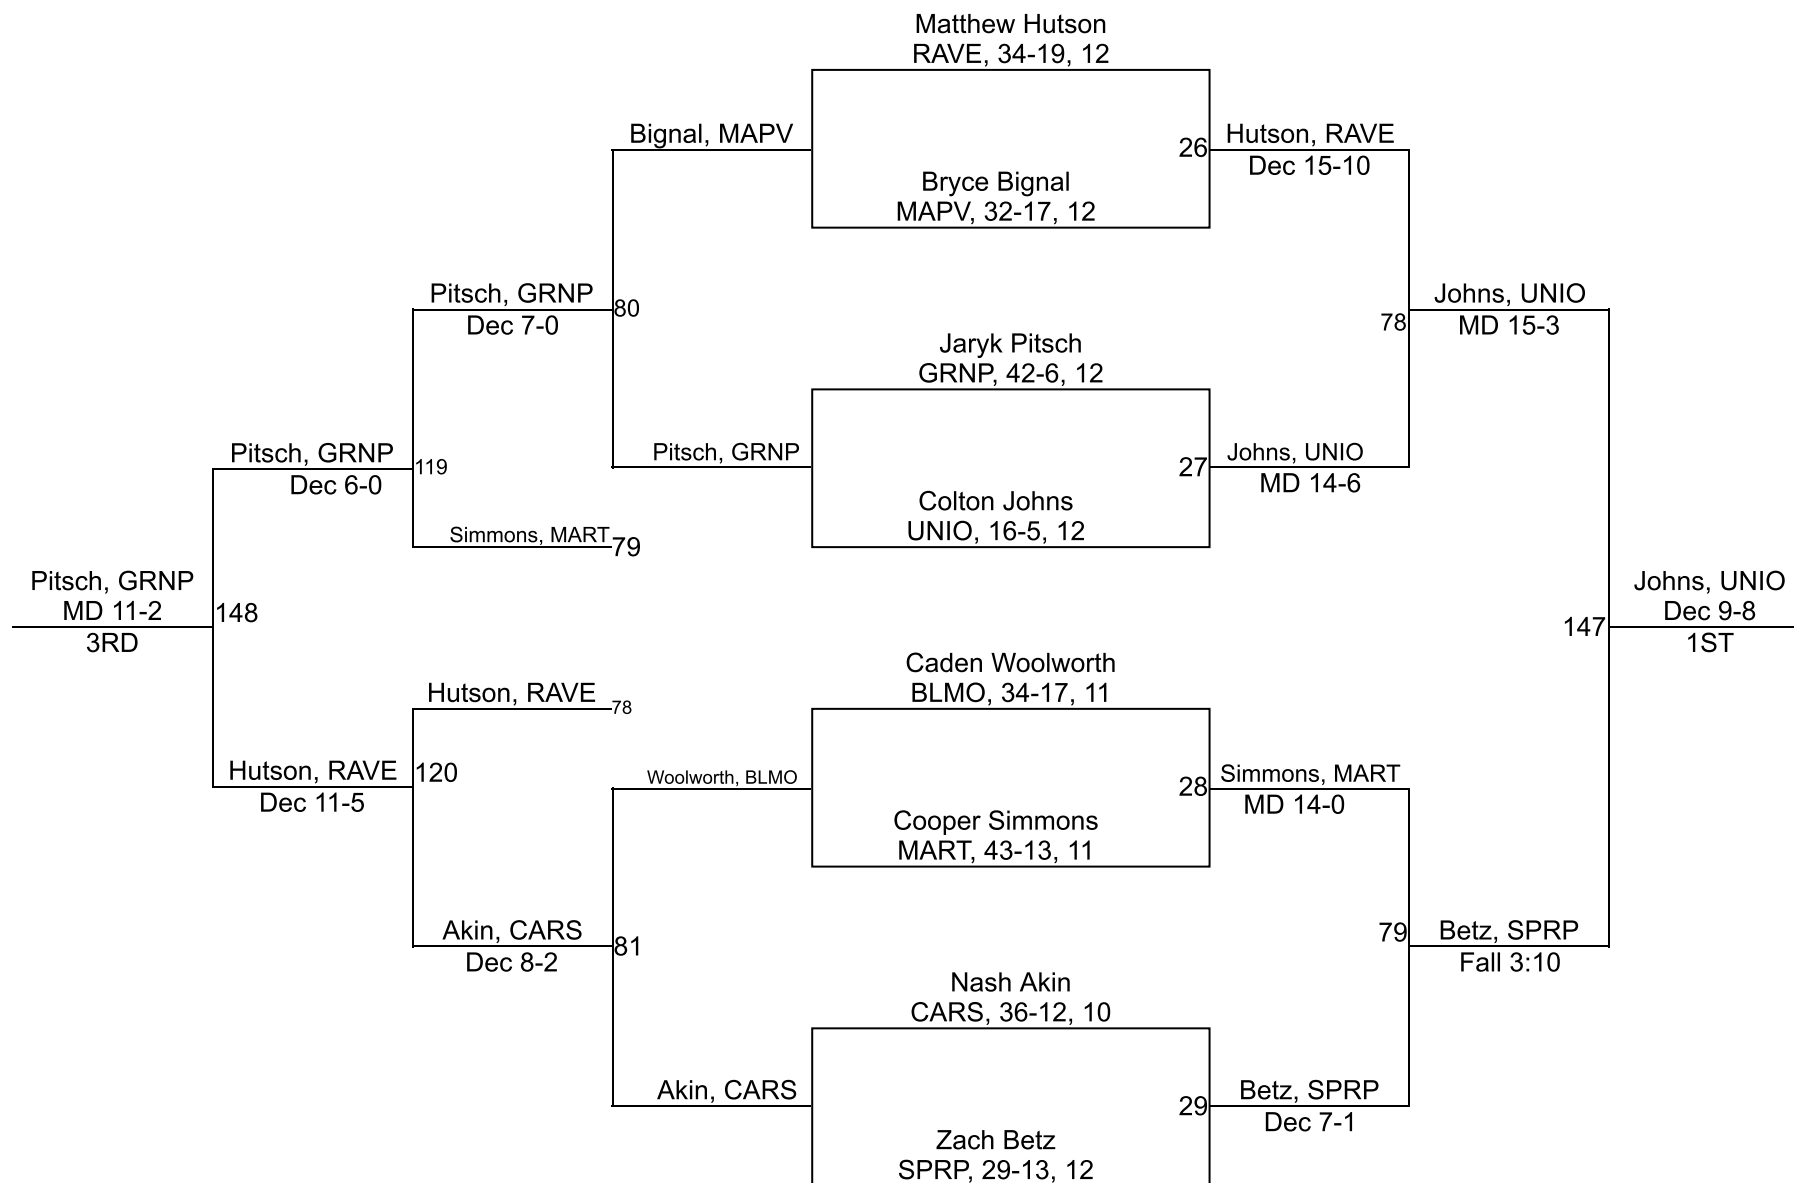 Matthew Hutson
RAVE, 34-19, 12
Bignal, MAPV
26
Hutson, RAVE
Dec 15-10
Bryce Bignal
MAPV, 32-17, 12
Pitsch, GRNP
Dec 7-0
80
Johns, UNIO
MD 15-3
78
Jaryk Pitsch
GRNP, 42-6, 12
Pitsch, GRNP
Dec 6-0
119
Pitsch, GRNP
27
Johns, UNIO
MD 14-6
Colton Johns
UNIO, 16-5, 12
Simmons, MART
79
Pitsch, GRNP
MD 11-2
3RD
148
147
Johns, UNIO
Dec 9-8
1ST
Caden Woolworth
BLMO, 34-17, 11
Hutson, RAVE
78
Hutson, RAVE
Dec 11-5
120
Woolworth, BLMO
28
Simmons, MART
MD 14-0
Cooper Simmons
MART, 43-13, 11
Akin, CARS
Dec 8-2
81
79
Betz, SPRP
Fall 3:10
Nash Akin
CARS, 36-12, 10
Akin, CARS
29
Betz, SPRP
Dec 7-1
Zach Betz
SPRP, 29-13, 12